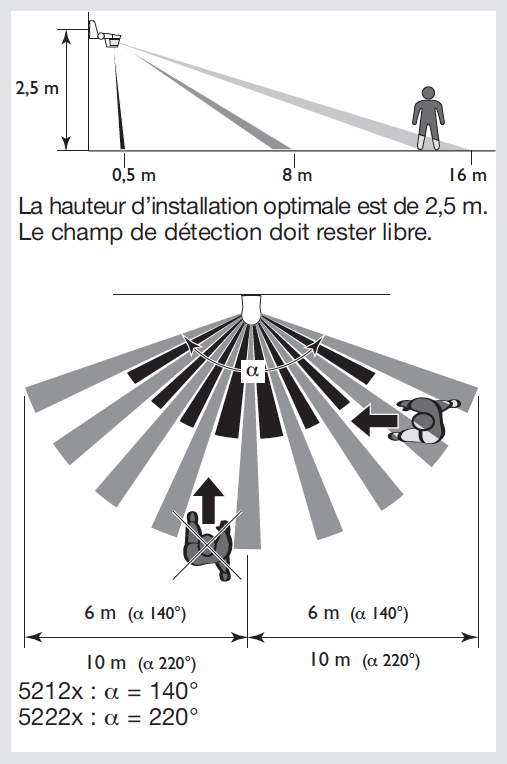 2,5 m
0,5 m 8 m 16 m
La hauteur d’installation optimale est de 2,5 m.
Le champ de détection doit rester libre.
α
6 m (α 140°) 6 m (α 140°)
10 m (α 220°) 10 m (α 220°)
5212x : α = 140°
5222x : α = 220°